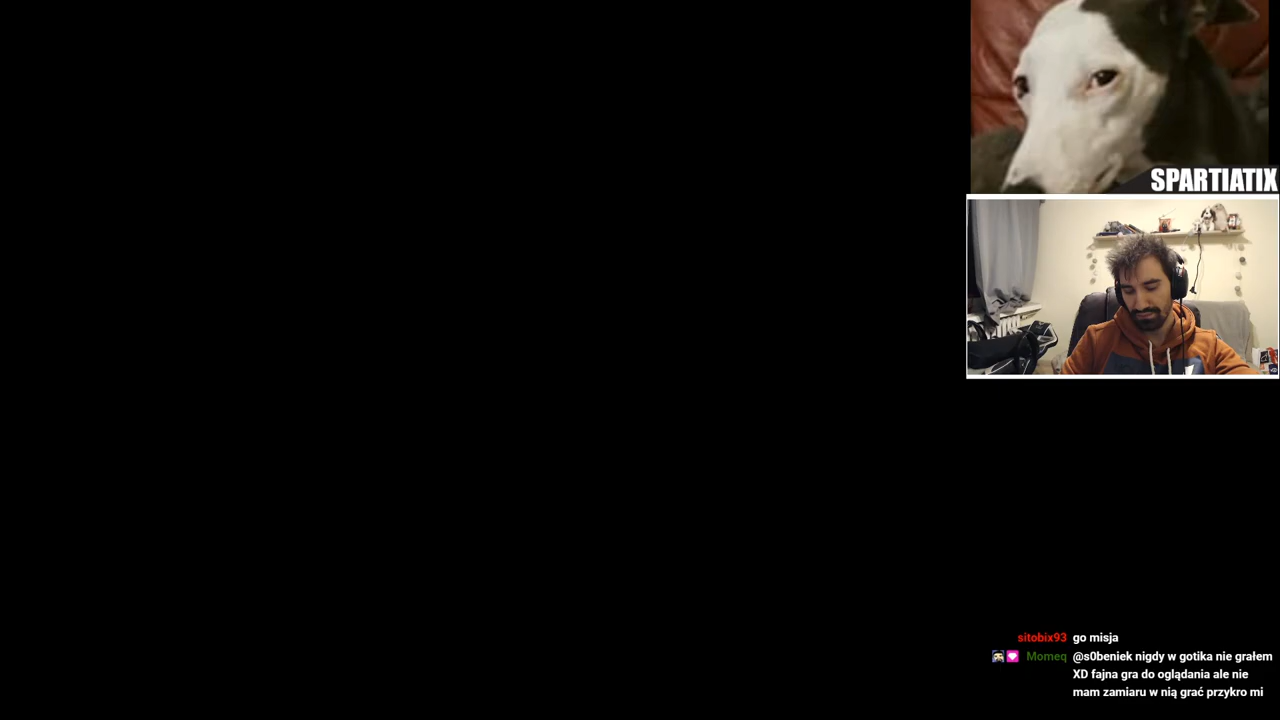 SPARTIATIX
sitobix93 go misja
Momeq @s0beniek nigdy w gotika nie grałem
XD fajna gra do oglądania ale nie
mam zamiaru w nią grać przykro mi